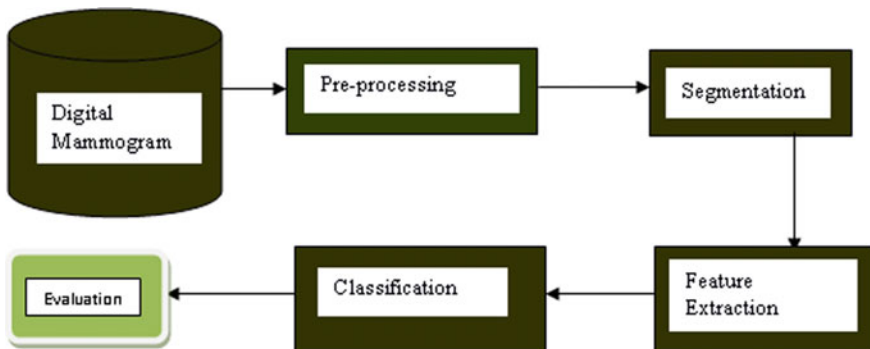 Digital
Mammogram
Pre-processing
Segmentation
Feature
Extraction
Classification
Evaluation